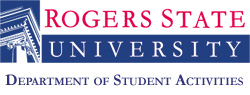 ROGERS STATE
UNIVERSITY
DEPARTMENT OF STUDENT ACTIVITIES